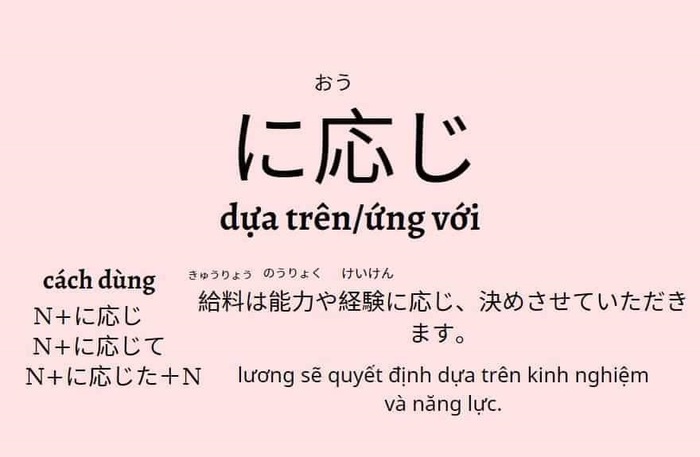 おう
に応じ
dựa trên/ứng với
cách dùng
N+に応じ
N+に応じて
N+に応じた＋N
きゅうりょう のうりょく けいけん
給料は能力や経験に応じ、決めさせていただき
ます。
lương sẽ quyết định dựa trên kinh nghiệm
và năng lực.